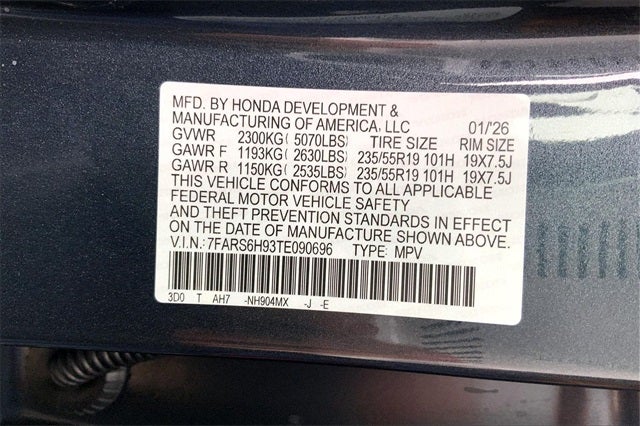 MFD. BY HONDA DEVELOPMENT &
MANUFACTURING OF AMERICA, LLC 01/'26
GVWR 2300KG( 5070LBS) TIRE SIZE RIM SIZE
GAWR F 1193KG( 2630LBS) 235/55R19 101H 19X7.5J
GAWR R 1150KG( 2535LBS) 235/55R19 101H 19X7.5J
THIS VEHICLE CONFORMS TO ALL APPLICABLE
FEDERAL MOTOR VEHICLE SAFETY
AND THEFT PREVENTION STANDARDS IN EFFECT
ON THE DATE OF MANUFACTURE SHOWN ABOVE.
V.I.N.:7FARS6H93TE090696 TYPE: MPV
3D0 T AH7 -NH904MX -J -E